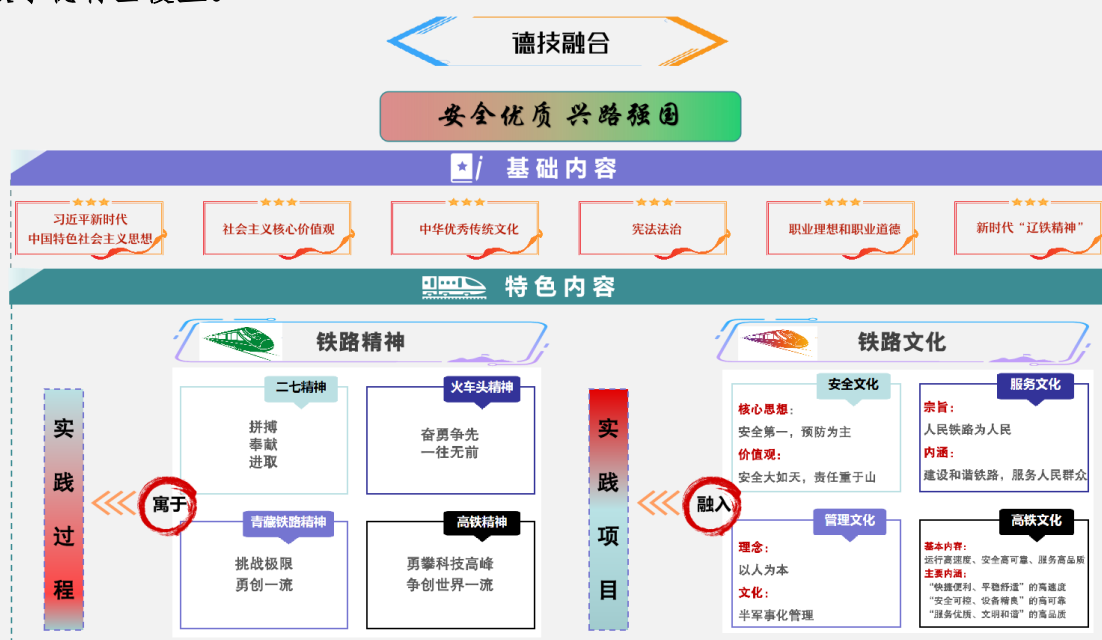 德技融合
安全优质 兴路强国
基础内容
习近平新时代
中国特色社会主义思想
社会主义核心价值观
中华优秀传统文化
宪法法治
职业理想和职业道德
新时代“辽铁精神”
特色内容
铁路精神
实践过程
寓于
二七精神
拼搏
奉献
进取
火车头精神
奋勇争先
一往无前
青藏铁路精神
挑战极限
勇创一流
高铁精神
勇攀科技高峰
争创世界一流
铁路文化
实践项目
融入
安全文化
核心思想:
安全第一，预防为主
价值观:
安全大如天，责任重于山
服务文化
宗旨:
人民铁路为人民
内涵:
建设和谐铁路，服务人民群众
管理文化
理念:
以人为本
文化:
半军事化管理
高铁文化
基本内容:
运行高速度、安全高可靠、服务高品质
主要内涵:
“快捷便利、平稳舒适”的高速度
“安全可控、设备精良”的高可靠
“服务优质、文明和谐”的高品质